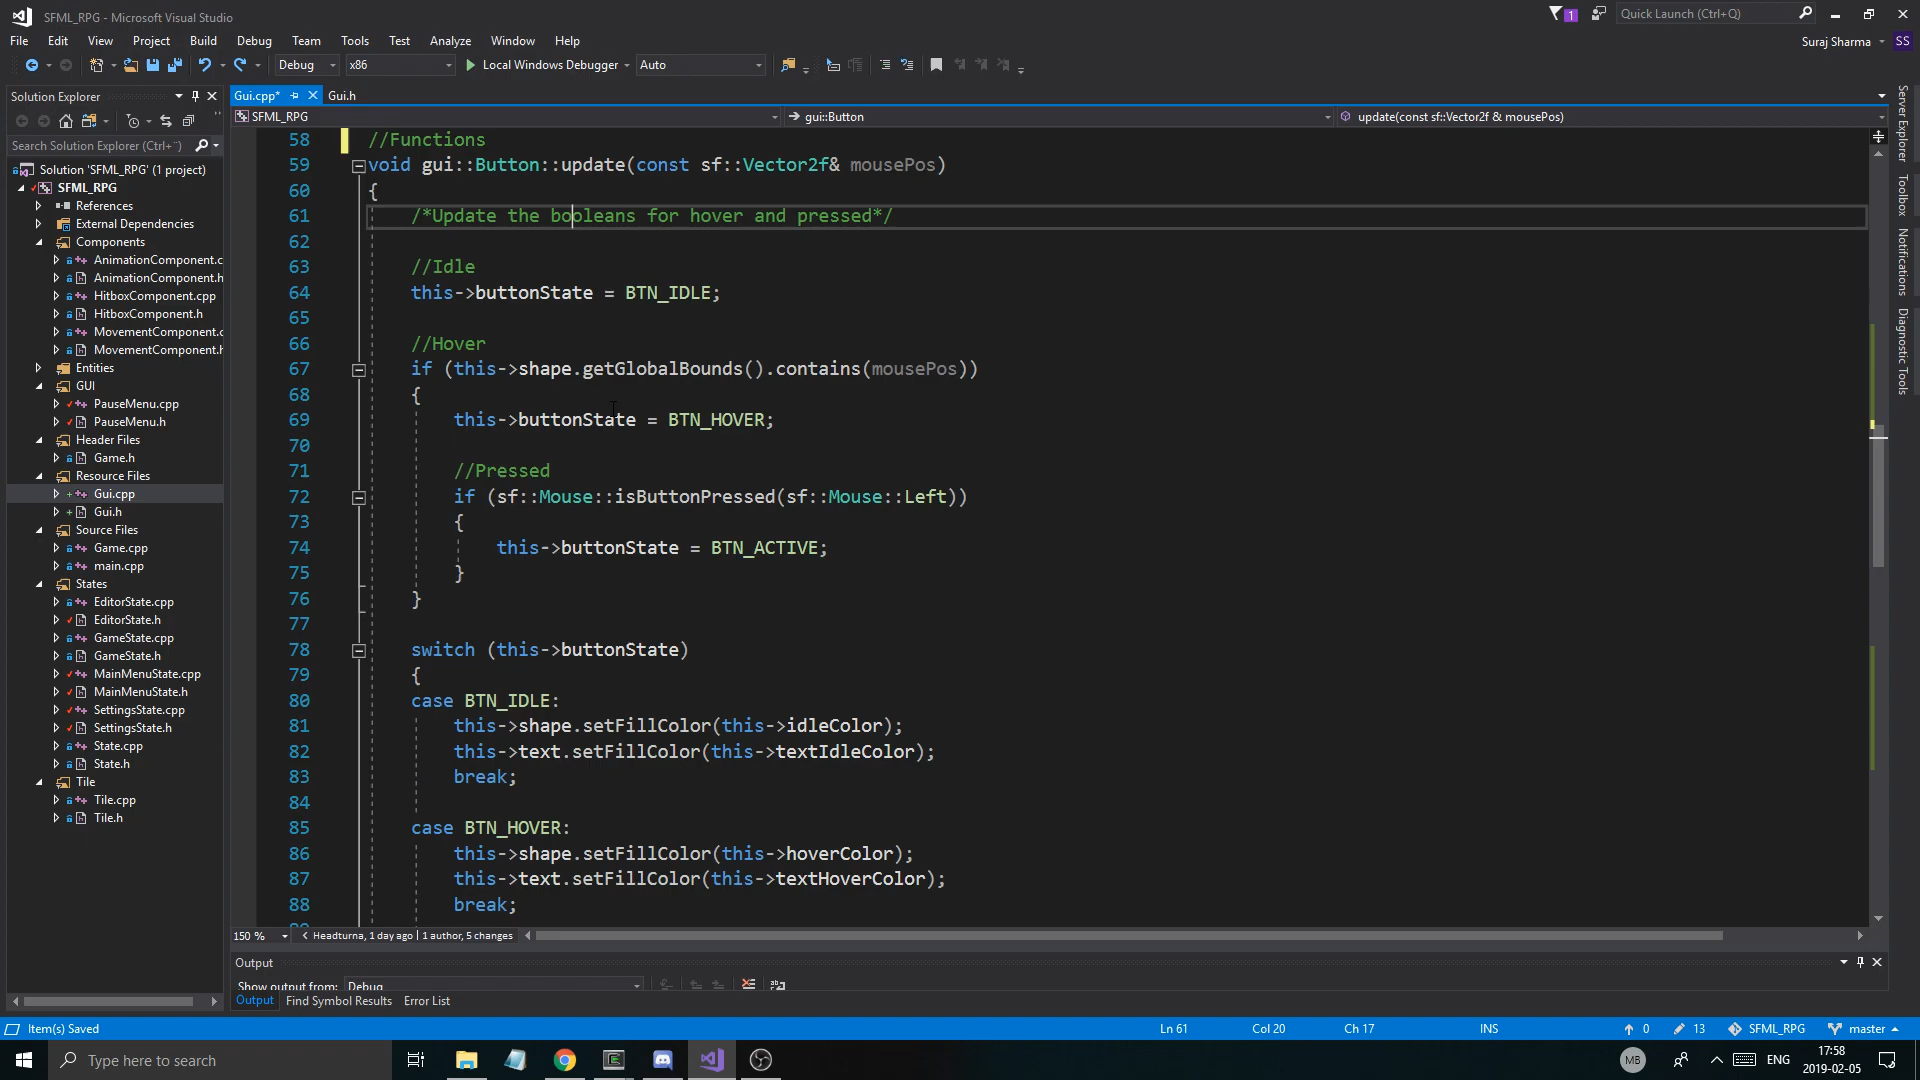 SFML_RPG - Microsoft Visual Studio
1
Quick Launch (Ctrl+Q)
File Edit View Project Build Debug Team Tools Test Analyze Window Help
Suraj Sharma SS
Debug x86 Local Windows Debugger Auto
Solution Explorer
Search Solution Explorer (Ctrl+¨)
Solution 'SFML_RPG' (1 project)
SFML_RPG
References
External Dependencies
Components
AnimationComponent.c
AnimationComponent.h
HitboxComponent.cpp
HitboxComponent.h
MovementComponent.c
MovementComponent.h
Entities
GUI
PauseMenu.cpp
PauseMenu.h
Header Files
Game.h
Resource Files
Gui.cpp
Gui.h
Source Files
Game.cpp
main.cpp
States
EditorState.cpp
EditorState.h
GameState.cpp
GameState.h
MainMenuState.cpp
MainMenuState.h
SettingsState.cpp
SettingsState.h
State.cpp
State.h
Tile
Tile.cpp
Tile.h
Gui.cpp* Gui.h
SFML_RPG gui::Button update(const sf::Vector2f & mousePos)
58 //Functions
59 void gui::Button::update(const sf::Vector2f& mousePos)
60 {
61 /*Update the booleans for hover and pressed*/
62
63 //Idle
64 this->buttonState = BTN_IDLE;
65
66 //Hover
67 if (this->shape.getGlobalBounds().contains(mousePos))
68 {
69 this->buttonState = BTN_HOVER;
70
71 //Pressed
72 if (sf::Mouse::isButtonPressed(sf::Mouse::Left))
73 {
74 this->buttonState = BTN_ACTIVE;
75 }
76 }
77
78 switch (this->buttonState)
79 {
80 case BTN_IDLE:
81 this->shape.setFillColor(this->idleColor);
82 this->text.setFillColor(this->textIdleColor);
83 break;
84
85 case BTN_HOVER:
86 this->shape.setFillColor(this->hoverColor);
87 this->text.setFillColor(this->textHoverColor);
88 break;
150 % Headturna, 1 day ago | 1 author, 5 changes
Output
Show output from: Debug
Output Find Symbol Results Error List
Server Explorer
Toolbox
Notifications
Diagnostic Tools
Item(s) Saved Ln 61 Col 20 Ch 17 INS 0 13 SFML_RPG master
Type here to search
MB ENG 17:58
2019-02-05